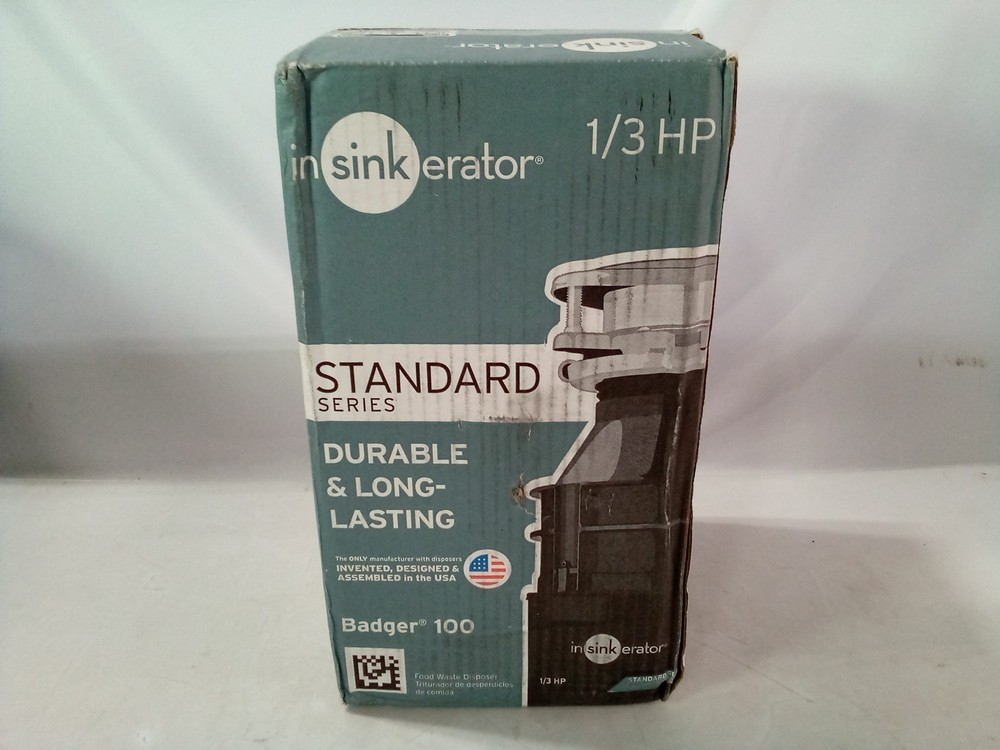 insinkerator
insinkerator®
1/3 HP
STANDARD
SERIES
DURABLE
& LONG-
LASTING
The ONLY manufacturer with disposers
INVENTED, DESIGNED &
ASSEMBLED in the USA
Badger® 100
Food Waste Disposer
Triturador de desperdicios
de comida
insinkerator®
1/3 HP
STANDARD